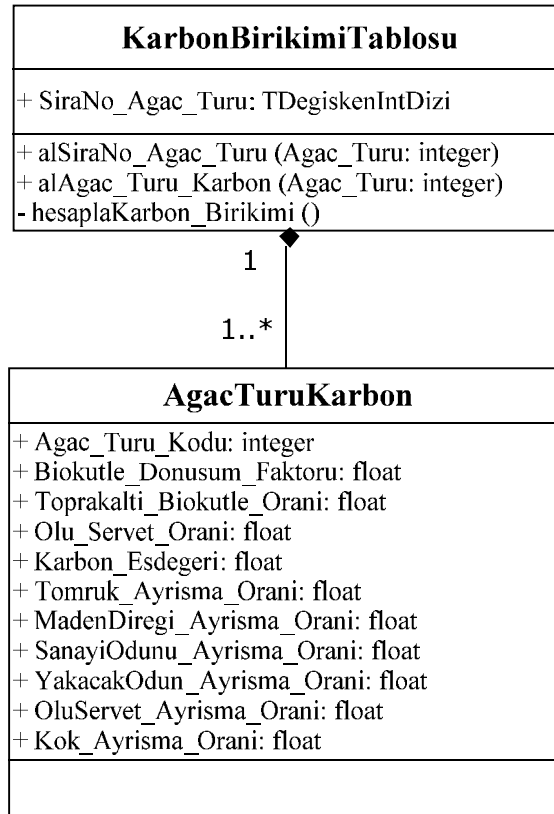 KarbonBirikimiTablosu
+ SiraNo_Agac_Turu: TDegiskenIntDizi
+ alSiraNo_Agac_Turu (Agac_Turu: integer)
+ alAgac_Turu_Karbon (Agac_Turu: integer)
- hesaplaKarbon_Birikimi ()
1
1..*
AgacTuruKarbon
+ Agac_Turu_Kodu: integer
+ Biokutle_Donusum_Faktoru: float
+ Toprakalti_Biokutle_Orani: float
+ Olu_Servet_Orani: float
+ Karbon_Esdegeri: float
+ Tomruk_Ayrisma_Orani: float
+ MadenDiregi_Ayrisma_Orani: float
+ SanayiOdunu_Ayrisma_Orani: float
+ YakacakOdun_Ayrisma_Orani: float
+ OluServet_Ayrisma_Orani: float
+ Kok_Ayrisma_Orani: float